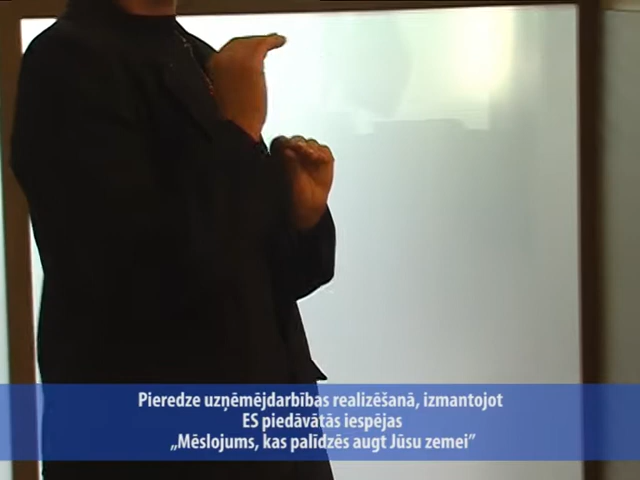 Pieredze uzņēmējdarbības realizēšanā, izmantojot
ES piedāvātās iespējas
„Mēslojums, kas palīdzēs augt Jūsu zemei”